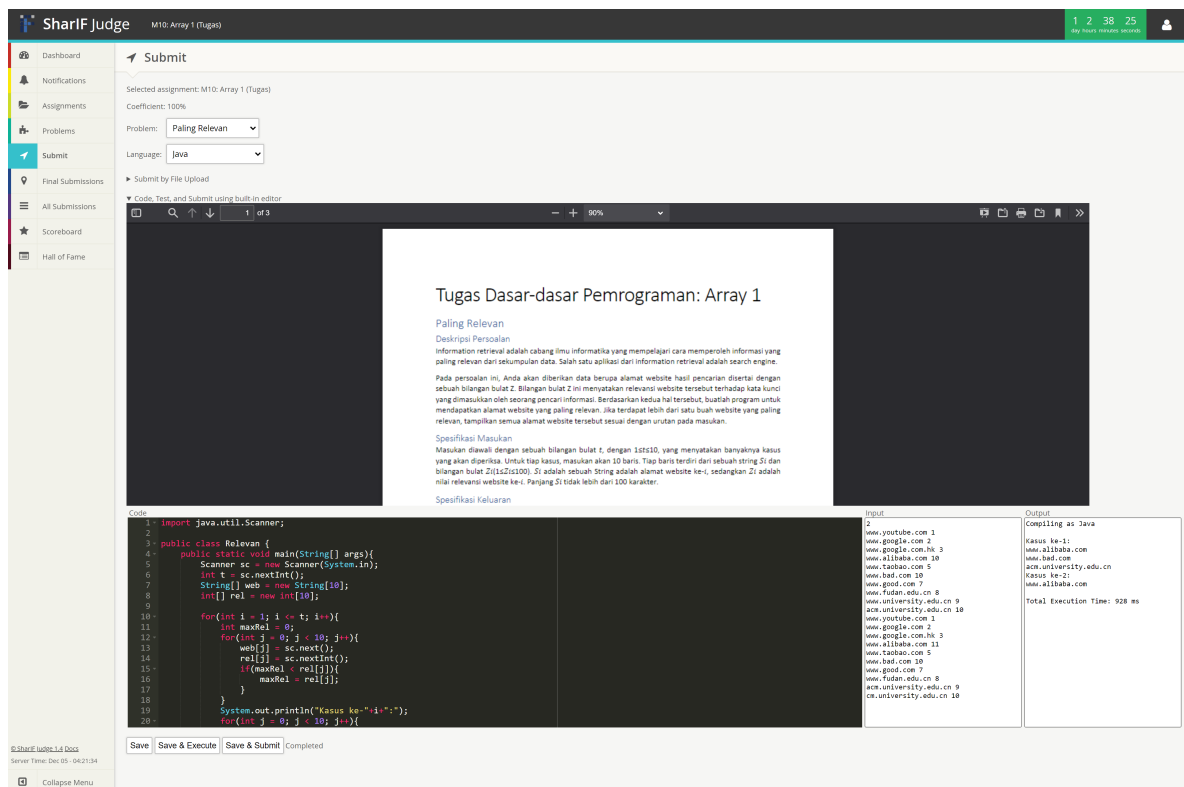 SharIF Judge
M10: Array 1 (Tugas)
1 2 38 25
day hours minutes seconds
Dashboard
Notifications
Assignments
Problems
Submit
Final Submissions
All Submissions
Scoreboard
Hall of Fame
© SharIF Judge 1.4 Docs
Server Time: Dec 05 - 04:21:34
Collapse Menu
Submit
Selected assignment: M10: Array 1 (Tugas)
Coefficient: 100%
Problem: Paling Relevan
Language: Java
Submit by File Upload
Code, Test, and Submit using built-in editor
1 of 3
90%
Tugas Dasar-dasar Pemrograman: Array 1
Paling Relevan
Deskripsi Persoalan
Information retrieval adalah cabang ilmu informatika yang mempelajari cara memperoleh informasi yang
paling relevan dari sekumpulan data. Salah satu aplikasi dari information retrieval adalah search engine.
Pada persoalan ini, Anda akan diberikan data berupa alamat website hasil pencarian disertai dengan
sebuah bilangan bulat Z. Bilangan bulat Z ini menyatakan relevansi website tersebut terhadap kata kunci
yang dimasukkan oleh seorang pencari informasi. Berdasarkan kedua hal tersebut, buatlah program untuk
mendapatkan alamat website yang paling relevan. Jika terdapat lebih dari satu buah website yang paling
relevan, tampilkan semua alamat website tersebut sesuai dengan urutan pada masukan.
Spesifikasi Masukan
Masukan diawali dengan sebuah bilangan bulat t, dengan 1≤t≤10, yang menyatakan banyaknya kasus
yang akan diperiksa. Untuk tiap kasus, masukan akan 10 baris. Tiap baris terdiri dari sebuah string Si dan
bilangan bulat Zi(1≤Zi≤100). Si adalah sebuah String adalah alamat website ke-i, sedangkan Zi adalah
nilai relevansi website ke-i. Panjang Si tidak lebih dari 100 karakter.
Spesifikasi Keluaran
Code
1 import java.util.Scanner;
2
3 public class Relevan {
4 public static void main(String[] args){
5 Scanner sc = new Scanner(System.in);
6 int t = sc.nextInt();
7 String[] web = new String[10];
8 int[] rel = new int[10];
9
10 for(int i = 1; i <= t; i++){
11 int maxRel = 0;
12 for(int j = 0; j < 10; j++){
13 web[j] = sc.next();
14 rel[j] = sc.nextInt();
15 if(maxRel < rel[j]){
16 maxRel = rel[j];
17 }
18 }
19 System.out.println("Kasus ke-"+i+":");
20 for(int j = 0; j < 10; j++){
Input
2
www.youtube.com 1
www.google.com 2
www.google.com.hk 3
www.alibaba.com 10
www.taobao.com 5
www.bad.com 10
www.good.com 7
www.fudan.edu.cn 8
www.university.edu.cn 9
acm.university.edu.cn 10
www.youtube.com 1
www.google.com 2
www.google.com.hk 3
www.alibaba.com 11
www.taobao.com 5
www.bad.com 10
www.good.com 7
www.fudan.edu.cn 8
acm.university.edu.cn 9
cm.university.edu.cn 10
Output
Compiling as Java
Kasus ke-1:
www.alibaba.com
www.bad.com
acm.university.edu.cn
Kasus ke-2:
www.alibaba.com
Total Execution Time: 928 ms
Save
Save & Execute
Save & Submit
Completed